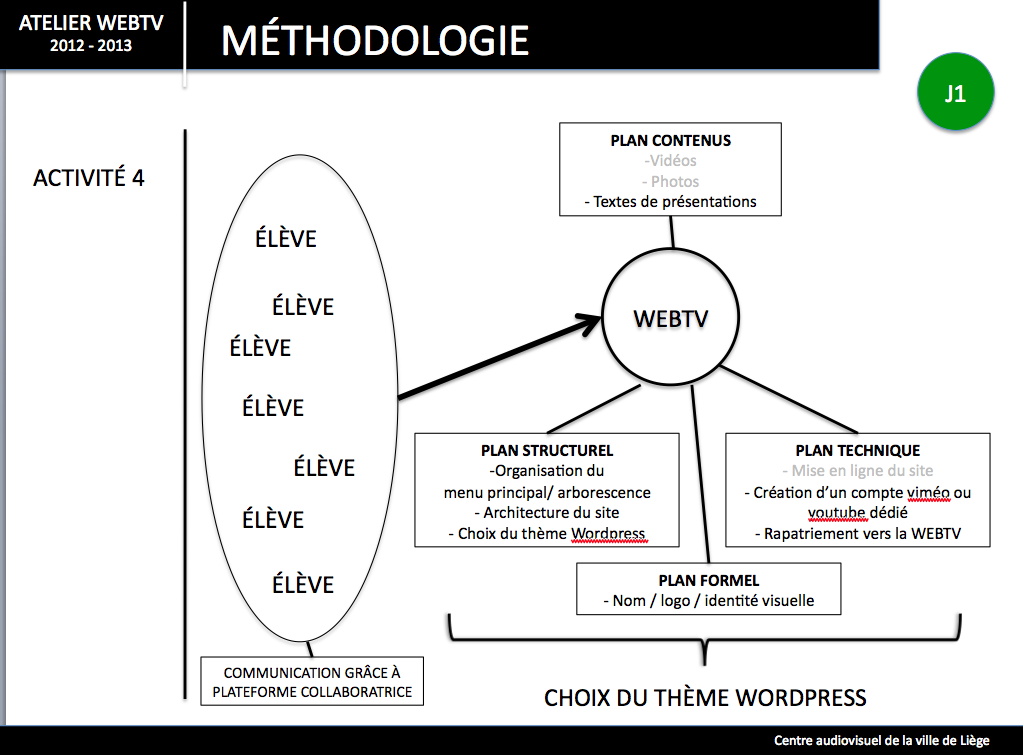 ATELIER WEBTV
2012 - 2013
MÉTHODOLOGIE
J1
ACTIVITÉ 4
ÉLÈVE
ÉLÈVE
ÉLÈVE
ÉLÈVE
ÉLÈVE
ÉLÈVE
ÉLÈVE
COMMUNICATION GRÂCE À
PLATEFORME COLLABORATRICE
PLAN CONTENUS
-Vidéos
- Photos
- Textes de présentations
WEBTV
PLAN STRUCTUREL
-Organisation du
menu principal/ arborescence
- Architecture du site
- Choix du thème Wordpress
PLAN TECHNIQUE
- Mise en ligne du site
- Création d'un compte viméo ou
youtube dédié
- Rapatriement vers la WEBTV
PLAN FORMEL
- Nom / logo / identité visuelle
CHOIX DU THÈME WORDPRESS
Centre audiovisuel de la ville de Liège